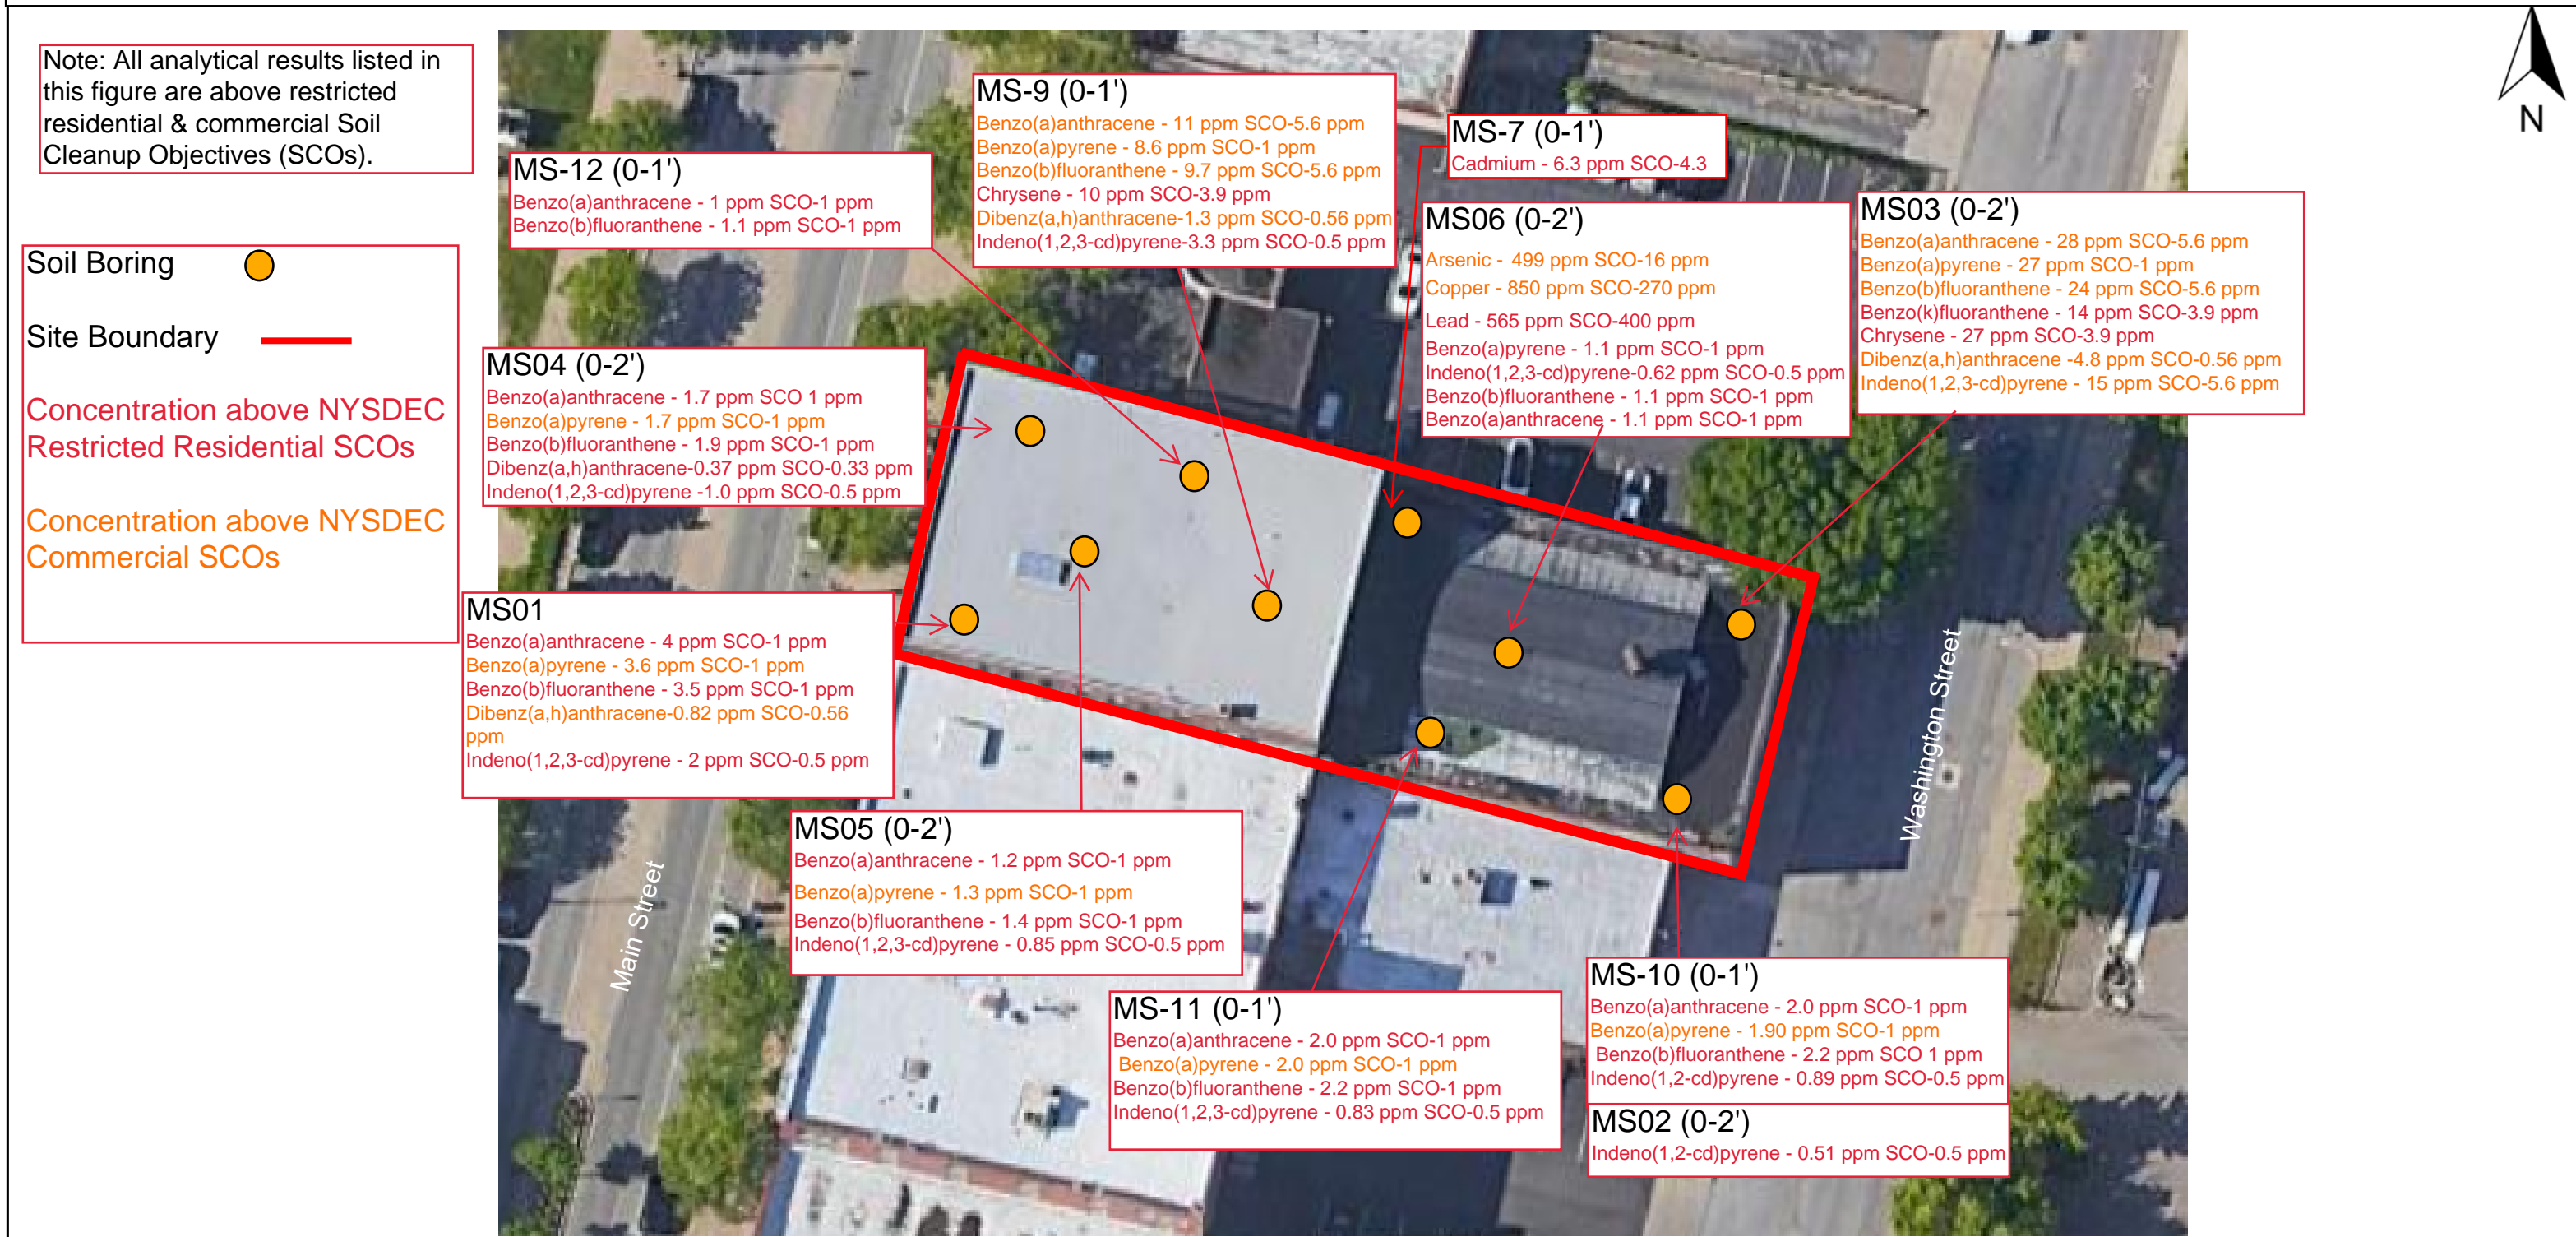 Note: All analytical results listed in
this figure are above restricted
residential & commercial Soil
Cleanup Objectives (SCOs).
N
Soil Boring
Site Boundary
Concentration above NYSDEC
Restricted Residential SCOs
Concentration above NYSDEC
Commercial SCOs
MS-12 (0-1')
Benzo(a)anthracene - 1 ppm SCO-1 ppm
Benzo(b)fluoranthene - 1.1 ppm SCO-1 ppm
MS-9 (0-1')
Benzo(a)anthracene - 11 ppm SCO-5.6 ppm
Benzo(a)pyrene - 8.6 ppm SCO-1 ppm
Benzo(b)fluoranthene - 9.7 ppm SCO-5.6 ppm
Chrysene - 10 ppm SCO-3.9 ppm
Dibenz(a,h)anthracene-1.3 ppm SCO-0.56 ppm
Indeno(1,2,3-cd)pyrene-3.3 ppm SCO-0.5 ppm
MS-7 (0-1')
Cadmium - 6.3 ppm SCO-4.3
MS06 (0-2')
Arsenic - 499 ppm SCO-16 ppm
Copper - 850 ppm SCO-270 ppm
Lead - 565 ppm SCO-400 ppm
Benzo(a)pyrene - 1.1 ppm SCO-1 ppm
Indeno(1,2,3-cd)pyrene-0.62 ppm SCO-0.5 ppm
Benzo(b)fluoranthene - 1.1 ppm SCO-1 ppm
Benzo(a)anthracene - 1.1 ppm SCO-1 ppm
MS03 (0-2')
Benzo(a)anthracene - 28 ppm SCO-5.6 ppm
Benzo(a)pyrene - 27 ppm SCO-1 ppm
Benzo(b)fluoranthene - 24 ppm SCO-5.6 ppm
Benzo(k)fluoranthene - 14 ppm SCO-3.9 ppm
Chrysene - 27 ppm SCO-3.9 ppm
Dibenz(a,h)anthracene -4.8 ppm SCO-0.56 ppm
Indeno(1,2,3-cd)pyrene - 15 ppm SCO-5.6 ppm
MS04 (0-2')
Benzo(a)anthracene - 1.7 ppm SCO 1 ppm
Benzo(a)pyrene - 1.7 ppm SCO-1 ppm
Benzo(b)fluoranthene - 1.9 ppm SCO-1 ppm
Dibenz(a,h)anthracene-0.37 ppm SCO-0.33 ppm
Indeno(1,2,3-cd)pyrene -1.0 ppm SCO-0.5 ppm
MS01
Benzo(a)anthracene - 4 ppm SCO-1 ppm
Benzo(a)pyrene - 3.6 ppm SCO-1 ppm
Benzo(b)fluoranthene - 3.5 ppm SCO-1 ppm
Dibenz(a,h)anthracene-0.82 ppm SCO-0.56
ppm
Indeno(1,2,3-cd)pyrene - 2 ppm SCO-0.5 ppm
MS05 (0-2')
Benzo(a)anthracene - 1.2 ppm SCO-1 ppm
Benzo(a)pyrene - 1.3 ppm SCO-1 ppm
Benzo(b)fluoranthene - 1.4 ppm SCO-1 ppm
Indeno(1,2,3-cd)pyrene - 0.85 ppm SCO-0.5 ppm
MS-11 (0-1')
Benzo(a)anthracene - 2.0 ppm SCO-1 ppm
Benzo(a)pyrene - 2.0 ppm SCO-1 ppm
Benzo(b)fluoranthene - 2.2 ppm SCO-1 ppm
Indeno(1,2,3-cd)pyrene - 0.83 ppm SCO-0.5 ppm
MS-10 (0-1')
Benzo(a)anthracene - 2.0 ppm SCO-1 ppm
Benzo(a)pyrene - 1.90 ppm SCO-1 ppm
Benzo(b)fluoranthene - 2.2 ppm SCO 1 ppm
Indeno(1,2-cd)pyrene - 0.89 ppm SCO-0.5 ppm
MS02 (0-2')
Indeno(1,2-cd)pyrene - 0.51 ppm SCO-0.5 ppm
Main Street
Washington Street